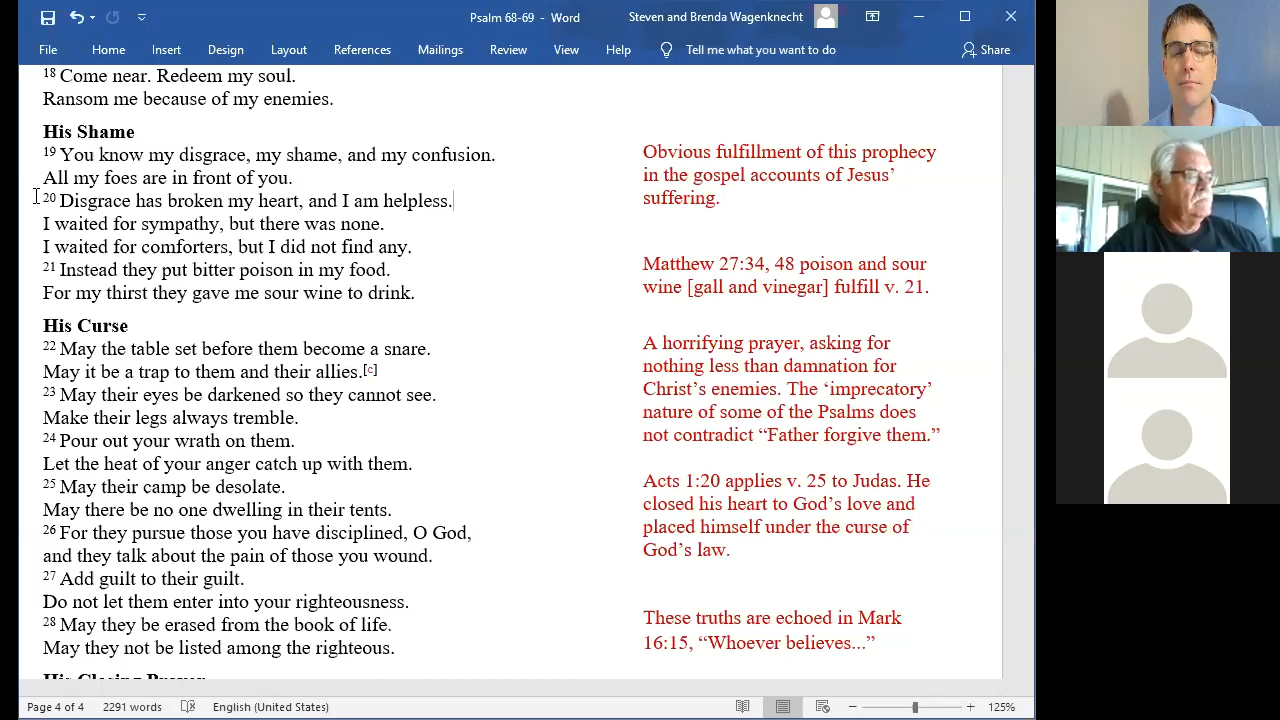 Psalm 68-69 - Word
Steven and Brenda Wagenknecht
File Home Insert Design Layout References Mailings Review View Help Tell me what you want to do Share
18 Come near. Redeem my soul.
Ransom me because of my enemies.
His Shame
19 You know my disgrace, my shame, and my confusion.
All my foes are in front of you.
20 Disgrace has broken my heart, and I am helpless.
I waited for sympathy, but there was none.
I waited for comforters, but I did not find any.
21 Instead they put bitter poison in my food.
For my thirst they gave me sour wine to drink.
Obvious fulfillment of this prophecy
in the gospel accounts of Jesus’
suffering.
Matthew 27:34, 48 poison and sour
wine [gall and vinegar] fulfill v. 21.
His Curse
22 May the table set before them become a snare.
May it be a trap to them and their allies.[c]
23 May their eyes be darkened so they cannot see.
Make their legs always tremble.
24 Pour out your wrath on them.
Let the heat of your anger catch up with them.
25 May their camp be desolate.
May there be no one dwelling in their tents.
26 For they pursue those you have disciplined, O God,
and they talk about the pain of those you wound.
27 Add guilt to their guilt.
Do not let them enter into your righteousness.
28 May they be erased from the book of life.
May they not be listed among the righteous.
A horrifying prayer, asking for
nothing less than damnation for
Christ’s enemies. The ‘imprecatory’
nature of some of the Psalms does
not contradict “Father forgive them.”
Acts 1:20 applies v. 25 to Judas. He
closed his heart to God’s love and
placed himself under the curse of
God’s law.
These truths are echoed in Mark
16:15, “Whoever believes...”
His Closing Prayer
Page 4 of 4 2291 words English (United States) 125%